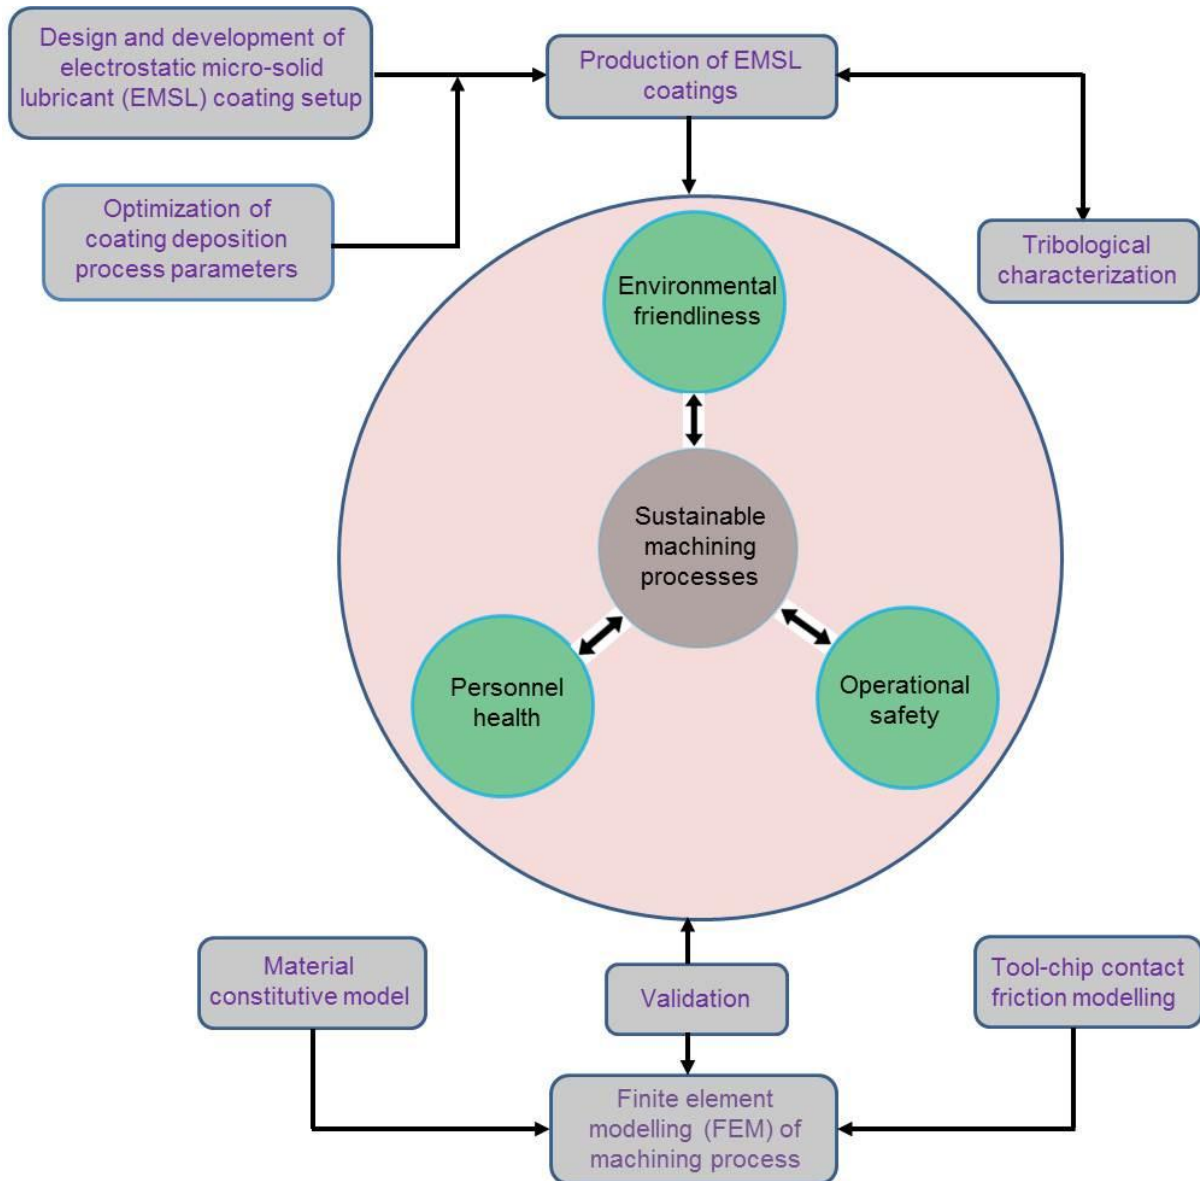 Design and development of
electrostatic micro-solid
lubricant (EMSL) coating setup
Production of EMSL
coatings
Optimization of
coating deposition
process parameters
Tribological
characterization
Environmental
friendliness
Sustainable
machining
processes
Personnel
health
Operational
safety
Material
constitutive model
Validation
Tool-chip contact
friction modelling
Finite element
modelling (FEM) of
machining process